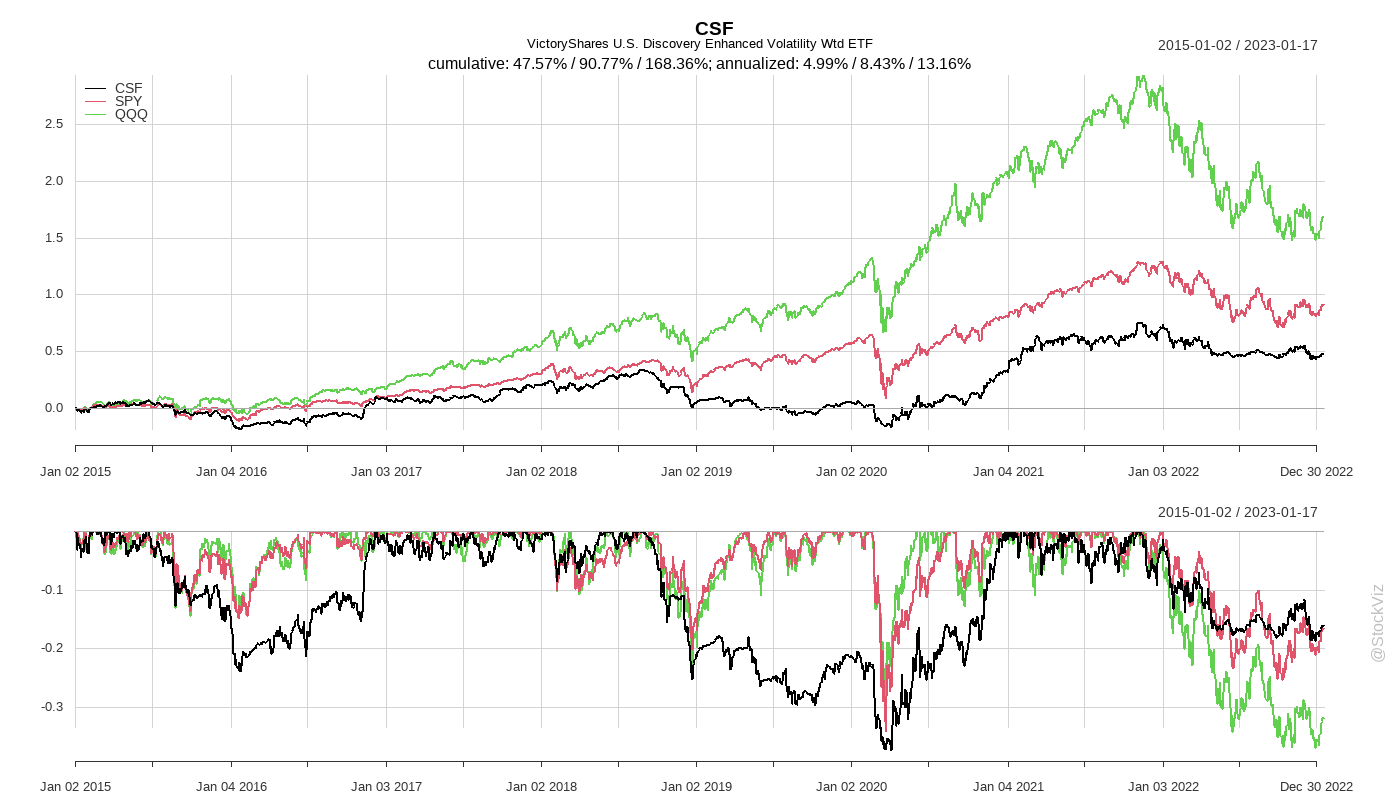 CSF
VictoryShares U.S. Discovery Enhanced Volatility Wtd ETF
2015-01-02 / 2023-01-17
cumulative: 47.57% / 90.77% / 168.36%; annualized: 4.99% / 8.43% / 13.16%
CSF
SPY
QQQ
2.5
2.0
1.5
1.0
0.5
0.0
Jan 02 2015 Jan 04 2016 Jan 03 2017 Jan 02 2018 Jan 02 2019 Jan 02 2020 Jan 04 2021 Jan 03 2022 Dec 30 2022
2015-01-02 / 2023-01-17
-0.1
-0.2
-0.3
@StockViz
Jan 02 2015 Jan 04 2016 Jan 03 2017 Jan 02 2018 Jan 02 2019 Jan 02 2020 Jan 04 2021 Jan 03 2022 Dec 30 2022